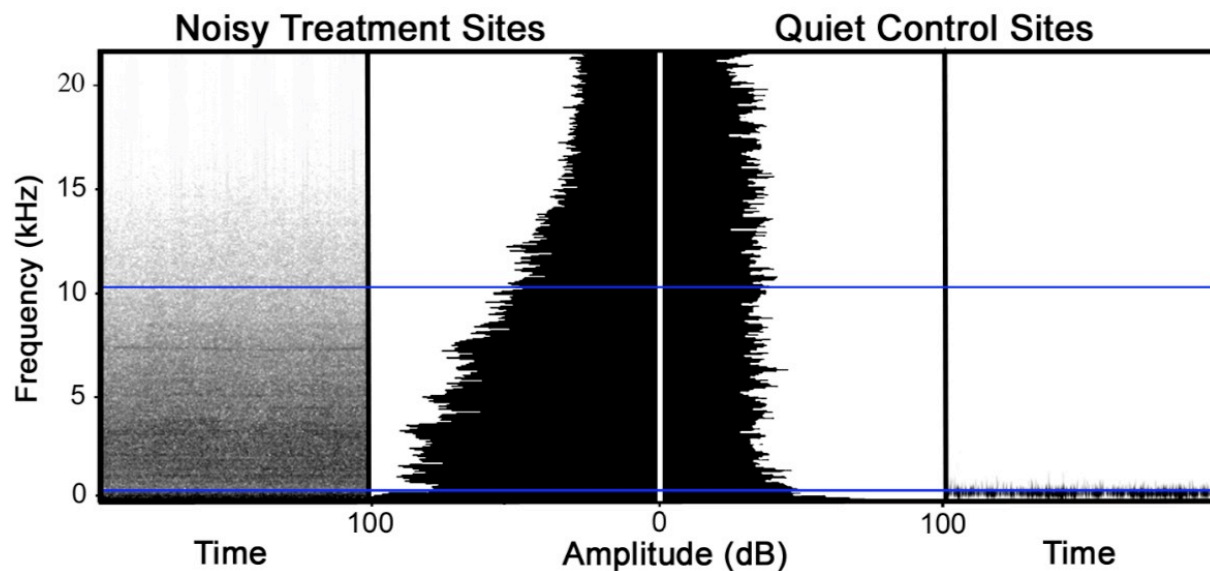 Noisy Treatment Sites
Quiet Control Sites
Frequency (kHz)
20
15
10
5
0
100
0
100
Time
Amplitude (dB)
Time